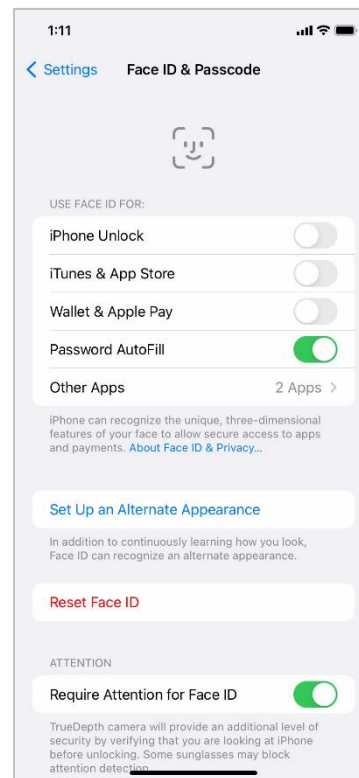 1:11
Settings
Face ID & Passcode
USE FACE ID FOR:
iPhone Unlock
iTunes & App Store
Wallet & Apple Pay
Password AutoFill
Other Apps 2 Apps
iPhone can recognize the unique, three-dimensional
features of your face to allow secure access to apps
and payments. About Face ID & Privacy...
Set Up an Alternate Appearance
In addition to continuously learning how you look,
Face ID can recognize an alternate appearance.
Reset Face ID
ATTENTION
Require Attention for Face ID
TrueDepth camera will provide an additional level of
security by verifying that you are looking at iPhone
before unlocking. Some sunglasses may block
attention detection.